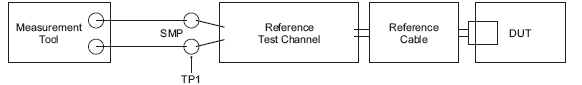 Measurement
Tool
SMP
TP1
Reference
Test Channel
Reference
Cable
DUT